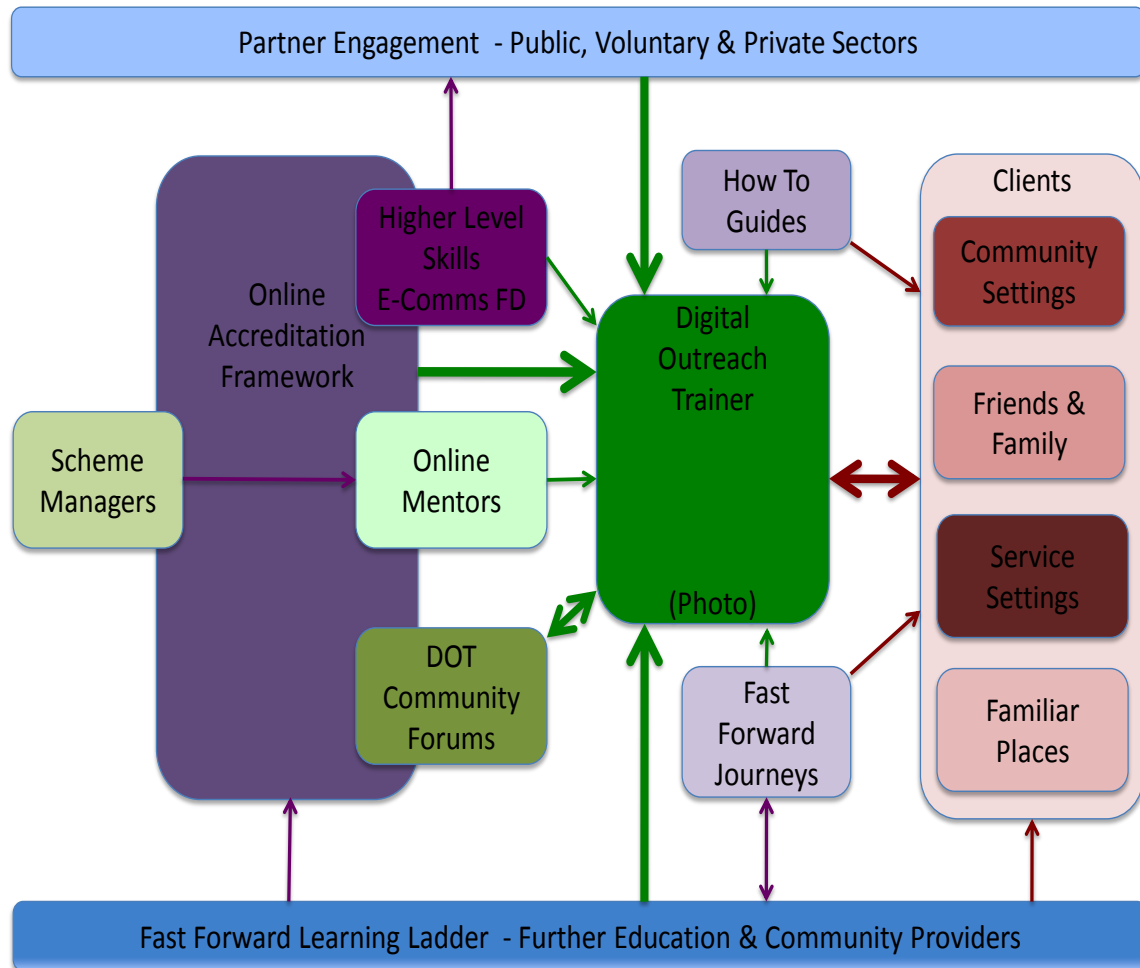 Partner Engagement  - Public, Voluntary & Private Sectors
Online
Accreditation
Framework
Higher Level
Skills
E-Comms FD
Scheme
Managers
Online
Mentors
DOT
Community
Forums
Digital
Outreach
Trainer
(Photo)
How To
Guides
Fast
Forward
Journeys
Clients
Community
Settings
Friends &
Family
Service
Settings
Familiar
Places
Fast Forward Learning Ladder  - Further Education & Community Providers